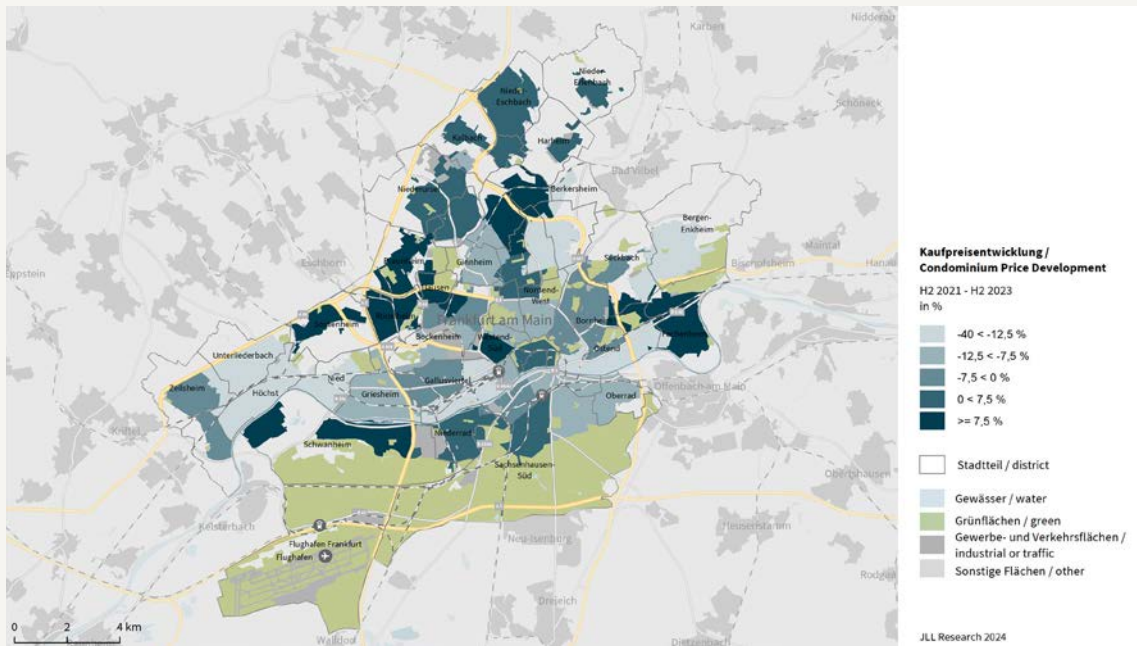 Karben
Nidderau
Nieder-
Erlenbach
Nieder-
Eschbach
Schöneck
Kalbach
Harheim
Bad Vilbel
Niederursel
Berkersheim
Bergen-
Enkheim
Eschborn
Maintal
Ginnheim
Seckbach
Bischofsheim
Hanau
Eppstein
Hausen
Nordend-
West
Frankfurt am Main
Bornheim
Sossenheim
Bockenheim
Westend-
Süd
Fechenheim
Unterliederbach
Ostend
Gallusviertel
Offenbach am Main
Zeilsheim
Höchst
Nied
Griesheim
Oberrad
Kriftel
Schwanheim
Niederrad
Sachsenhausen-
Süd
Obertshausen
Kelsterbach
Neu-Isenburg
Heusenstamm
Flughafen Frankfurt
Flughafen
Dreieich
Walldorf
Dietzenbach
0 2 4 km
Kaufpreisentwicklung /
Condominium Price Development
H2 2021 - H2 2023
in %
-40 < -12,5 %
-12,5 < -7,5 %
-7,5 < 0 %
0 < 7,5 %
>= 7,5 %
Stadtteil / district
Gewässer / water
Grünflächen / green
Gewerbe- und Verkehrsflächen /
industrial or traffic
Sonstige Flächen / other
JLL Research 2024